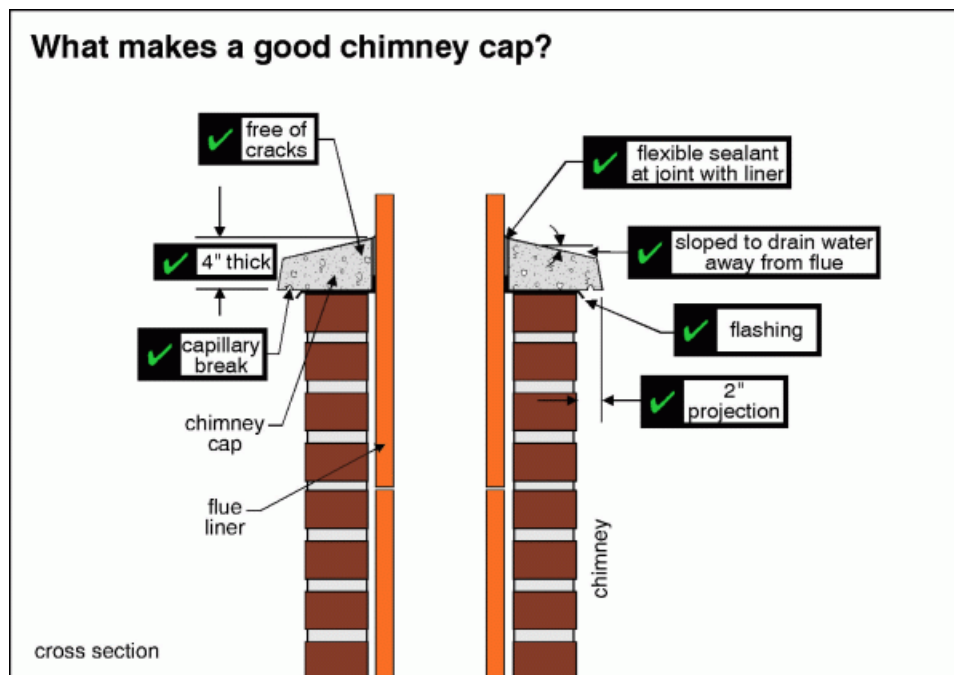 What makes a good chimney cap?
free of
cracks
flexible sealant
at joint with liner
4" thick
sloped to drain water
away from flue
capillary
break
flashing
2"
projection
chimney
cap
flue
liner
chimney
cross section